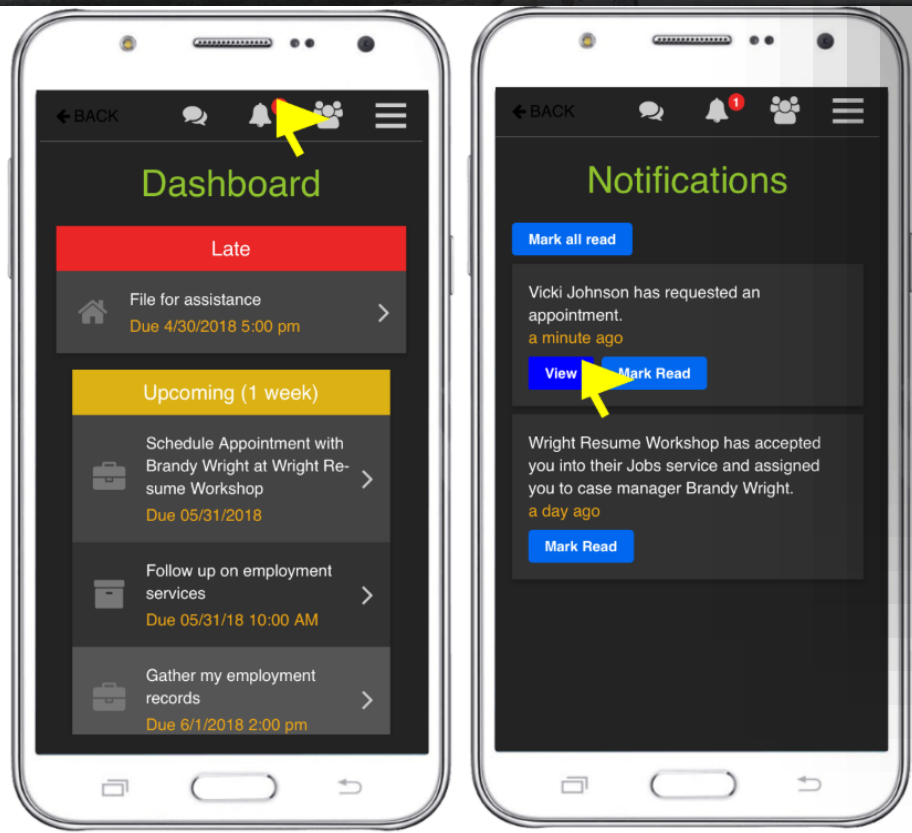 BACK
Dashboard
Late
File for assistance
Due 4/30/2018 5:00 pm
Upcoming (1 week)
Schedule Appointment with
Brandy Wright at Wright Re-
sume Workshop
Due 05/31/2018
Follow up on employment
services
Due 05/31/18 10:00 AM
Gather my employment
records
Due 6/1/2018 2:00 pm
BACK
1
Notifications
Mark all read
Vicki Johnson has requested an
appointment.
a minute ago
View Mark Read
Wright Resume Workshop has accepted
you into their Jobs service and assigned
you to case manager Brandy Wright.
a day ago
Mark Read